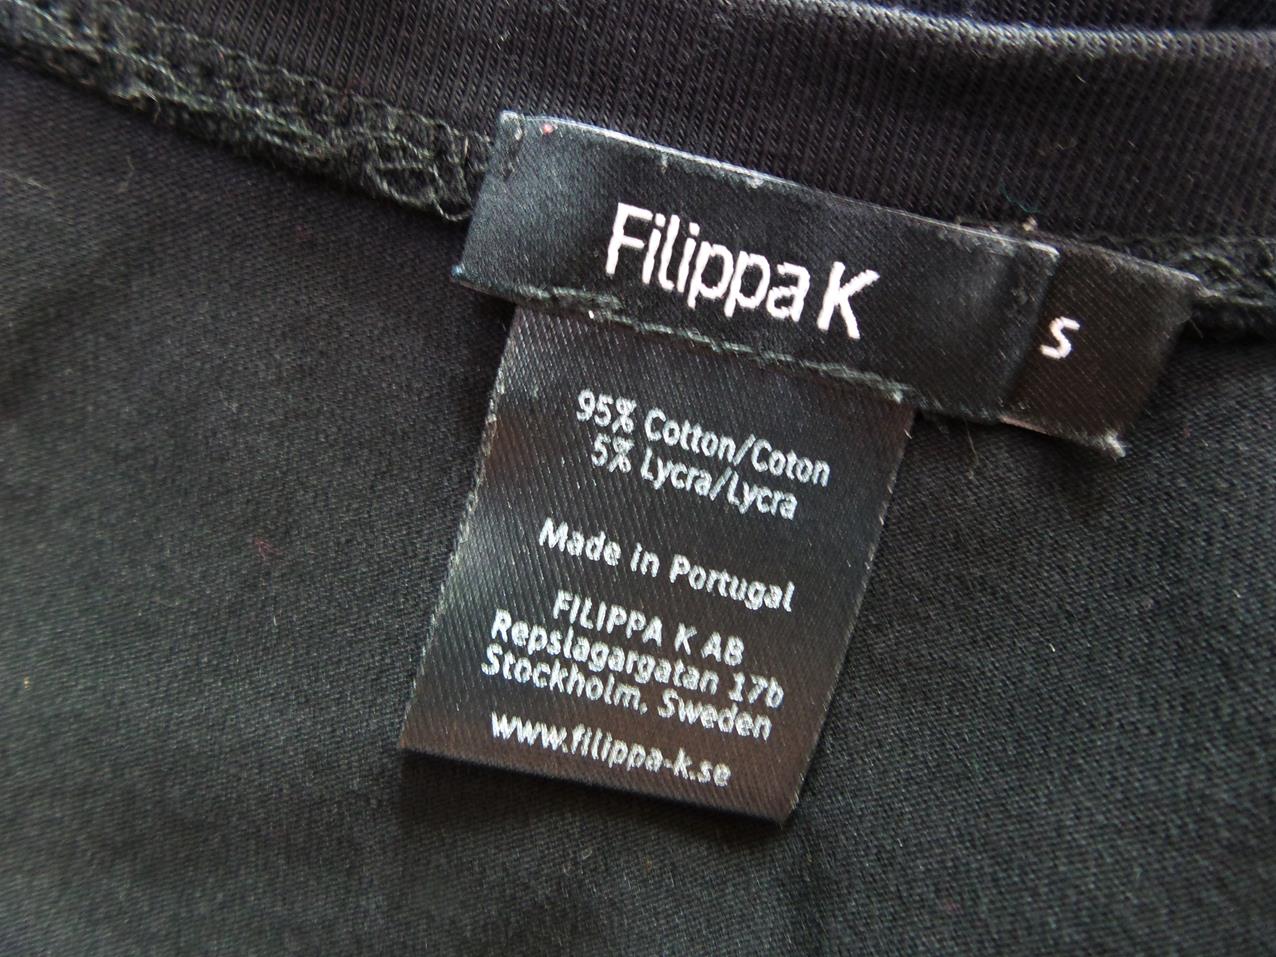 Filippa K
S
95% Cotton/Coton
5% Lycra/Lycra
Made in Portugal
FILIPPA K AB
Repslagargatan 17b
Stockholm, Sweden
www.filippa-k.se